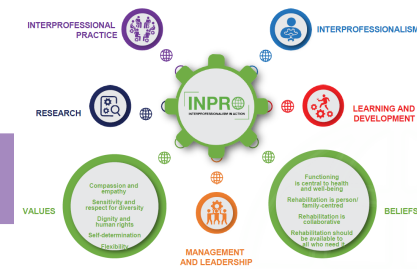 INTERPROFESSIONAL
PRACTICE
INTERPROFESSIONALISM
RESEARCH
INPRO
INTERPROFESSIONALISM IN ACTION
LEARNING AND
DEVELOPMENT
VALUES
Compassion and
empathy
Sensitivity and
respect for diversity
Dignity and
human rights
Self-determination
Flexibility
Functioning
is central to health
and well-being
Rehabilitation is person/
family-centred
Rehabilitation is
collaborative
Rehabilitation should
be available to
all who need it
BELIEFS
MANAGEMENT
AND LEADERSHIP